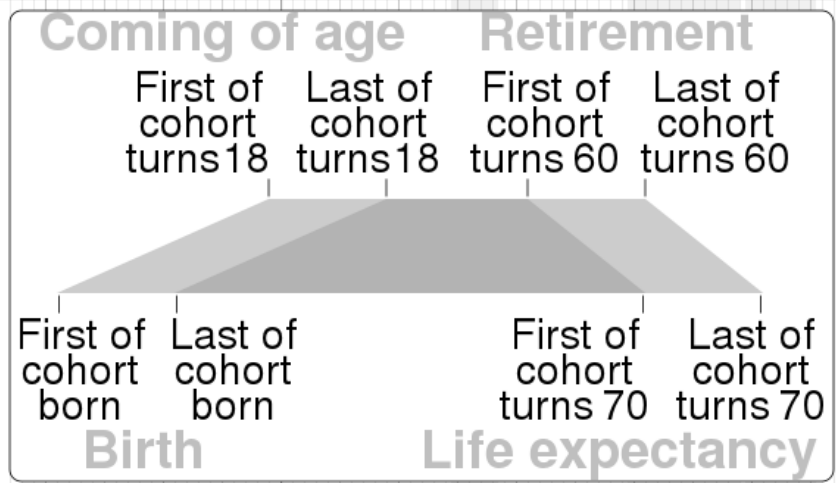 Coming of age Retirement
First of Last of First of Last of
cohort cohort cohort cohort
turns 18 turns 18 turns 60 turns 60
First of Last of First of Last of
cohort cohort cohort cohort
born born turns 70 turns 70
Birth Life expectancy